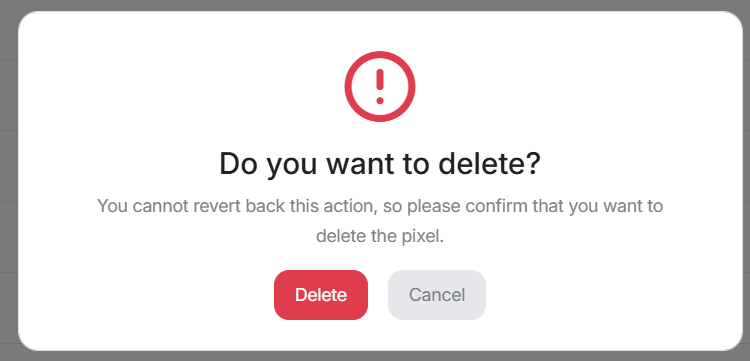 Do you want to delete?
You cannot revert back this action, so please confirm that you want to
delete the pixel.
Delete
Cancel